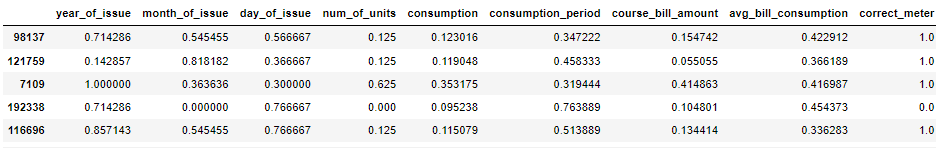 year_of_issue month_of_issue day_of_issue num_of_units consumption consumption_period course_bill_amount avg_bill_consumption correct_meter
98137 0.714286 0.545455 0.566667 0.125 0.123016 0.347222 0.154742 0.422912 1.0
121759 0.142857 0.818182 0.366667 0.125 0.119048 0.458333 0.055055 0.366189 1.0
7109 1.000000 0.363636 0.300000 0.625 0.353175 0.319444 0.414863 0.416987 1.0
192338 0.714286 0.000000 0.766667 0.000 0.095238 0.763889 0.104801 0.454373 0.0
116696 0.857143 0.545455 0.766667 0.125 0.115079 0.513889 0.134414 0.336283 1.0